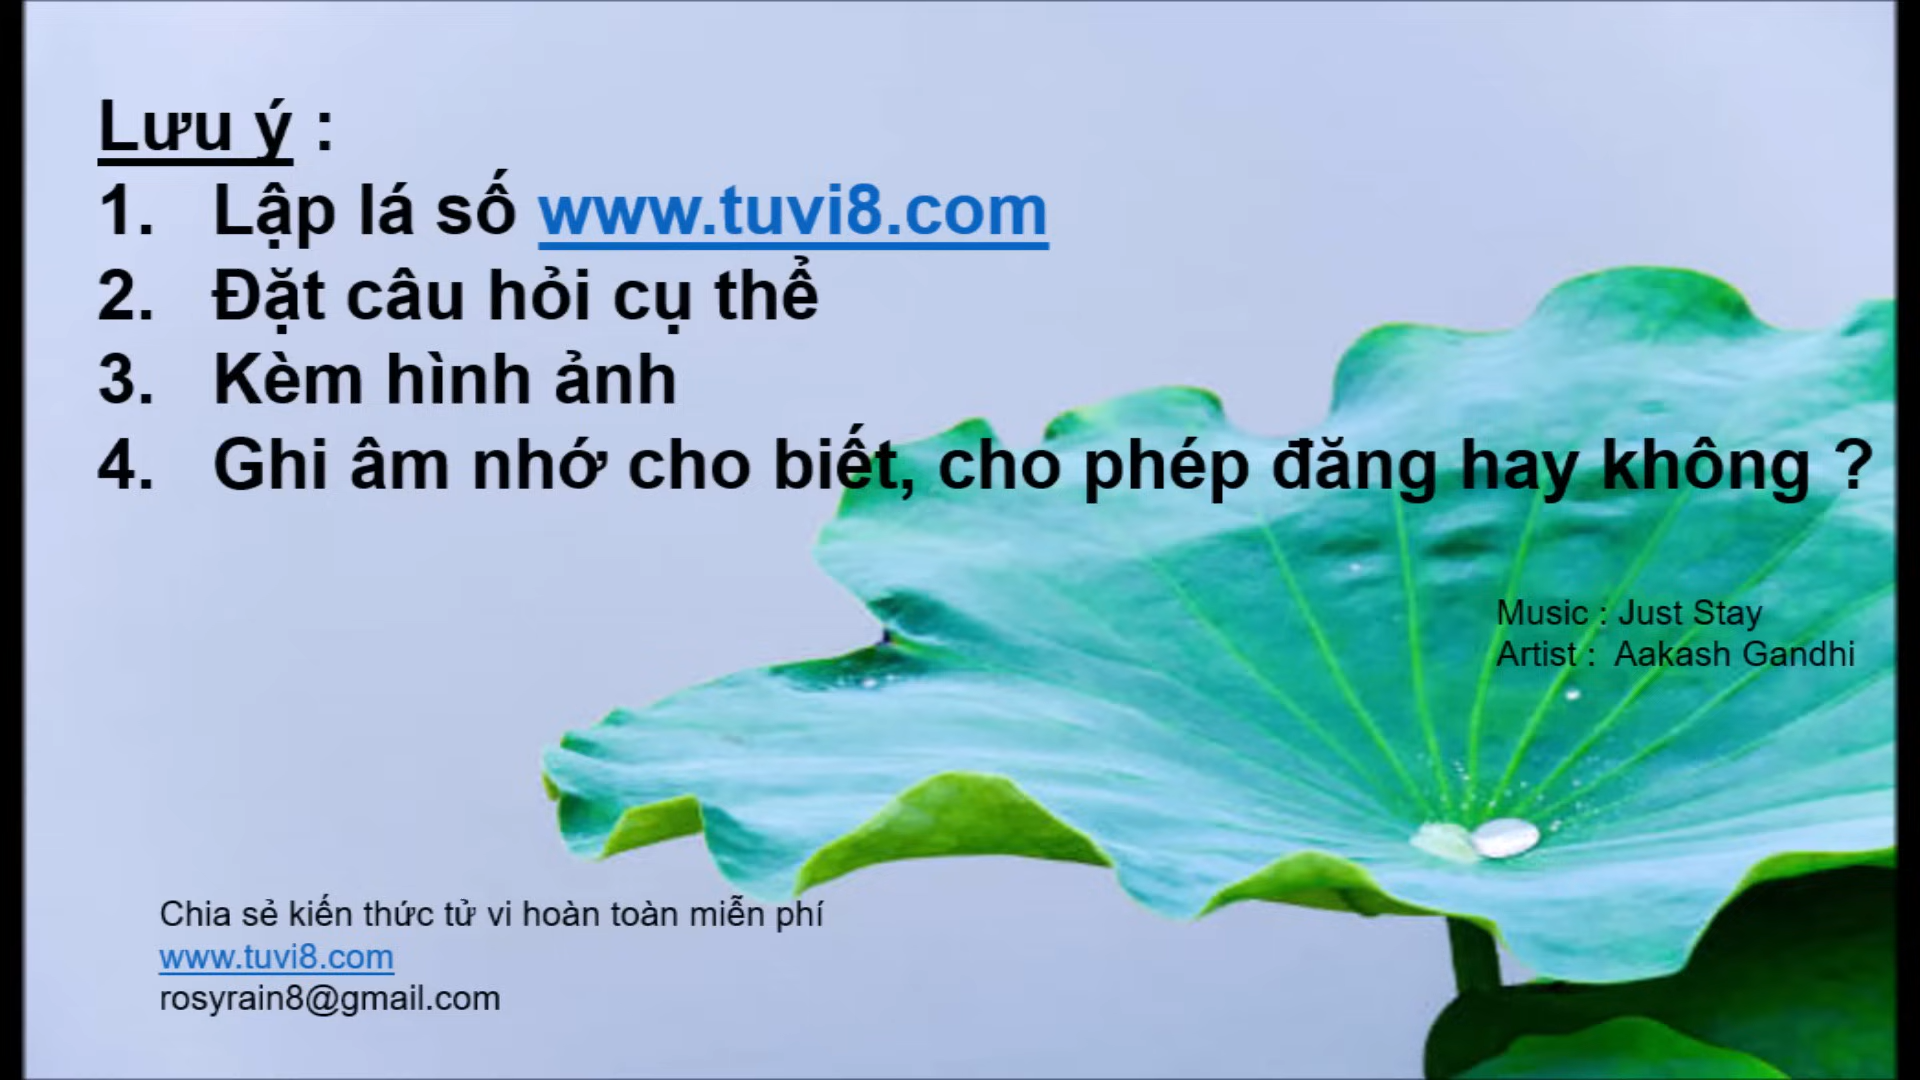 Lưu ý :
1. Lập lá số www.tuvi8.com
2. Đặt câu hỏi cụ thể
3. Kèm hình ảnh
4. Ghi âm nhớ cho biết, cho phép đăng hay không ?
Music : Just Stay
Artist : Aakash Gandhi
Chia sẻ kiến thức tử vi hoàn toàn miễn phí
www.tuvi8.com
rosyrain8@gmail.com